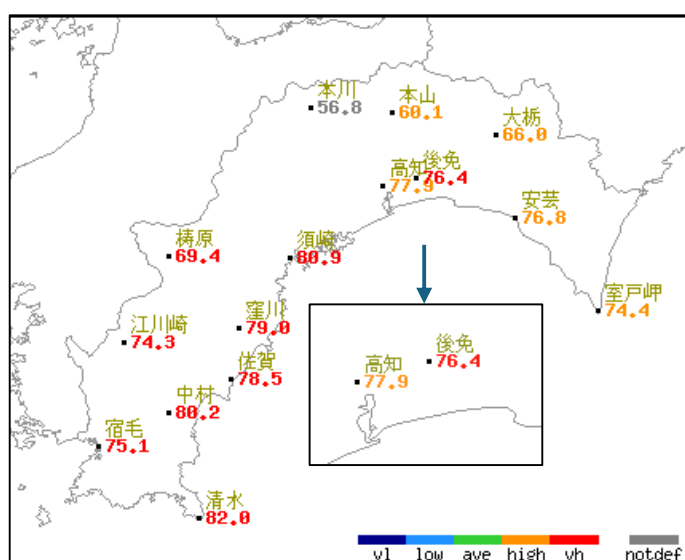 本川
56.8
本山
60.1
大栃
66.0
高知
77.9
後免
76.4
安芸
76.8
梼原
69.4
須崎
80.9
室戸岬
74.4
窪川
79.0
江川崎
74.3
佐賀
78.5
中村
80.2
宿毛
75.1
清水
82.0
後免
76.4
高知
77.9
vl low ave high vh notdef